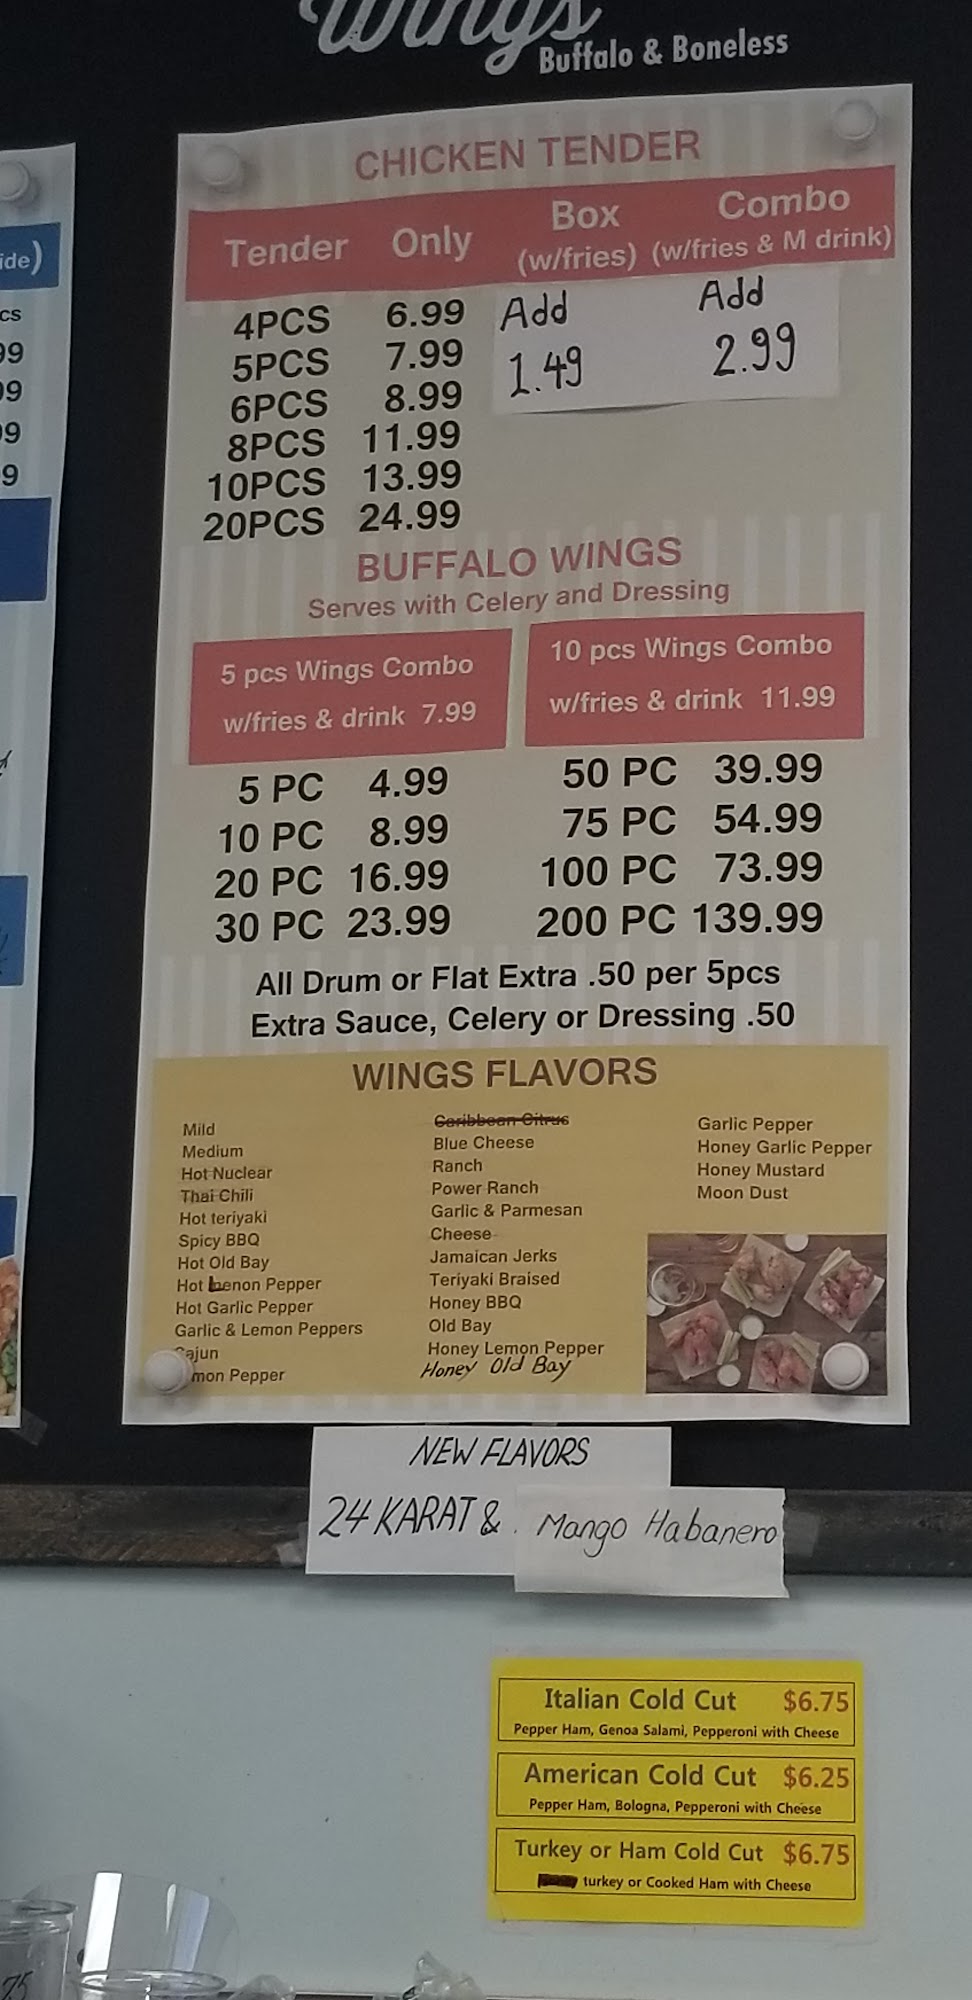 Wings
Buffalo & Boneless
CHICKEN TENDER
Tender Only Box (w/fries) Combo (w/fries & M drink)
4PCS 6.99 Add Add
5PCS 7.99 1.49 2.99
6PCS 8.99
8PCS 11.99
10PCS 13.99
20PCS 24.99
BUFFALO WINGS
Serves with Celery and Dressing
5 pcs Wings Combo
w/fries & drink 7.99
10 pcs Wings Combo
w/fries & drink 11.99
5 PC 4.99
10 PC 8.99
20 PC 16.99
30 PC 23.99
50 PC 39.99
75 PC 54.99
100 PC 73.99
200 PC 139.99
All Drum or Flat Extra .50 per 5pcs
Extra Sauce, Celery or Dressing .50
WINGS FLAVORS
Mild
Medium
Hot Nuclear
Thai Chili
Hot teriyaki
Spicy BBQ
Hot Old Bay
Hot Lenon Pepper
Hot Garlic Pepper
Garlic & Lemon Peppers
ajun
mon Pepper
Caribbean Citrus
Blue Cheese
Ranch
Power Ranch
Garlic & Parmesan
Cheese
Jamaican Jerks
Teriyaki Braised
Honey BBQ
Old Bay
Honey Lemon Pepper
Honey Old Bay
Garlic Pepper
Honey Garlic Pepper
Honey Mustard
Moon Dust
NEW FLAVORS
24 KARAT & Mango Habanero
Italian Cold Cut $6.75
Pepper Ham, Genoa Salami, Pepperoni with Cheese
American Cold Cut $6.25
Pepper Ham, Bologna, Pepperoni with Cheese
Turkey or Ham Cold Cut $6.75
turkey or Cooked Ham with Cheese
ide)
cs
99
99
99
9
.75